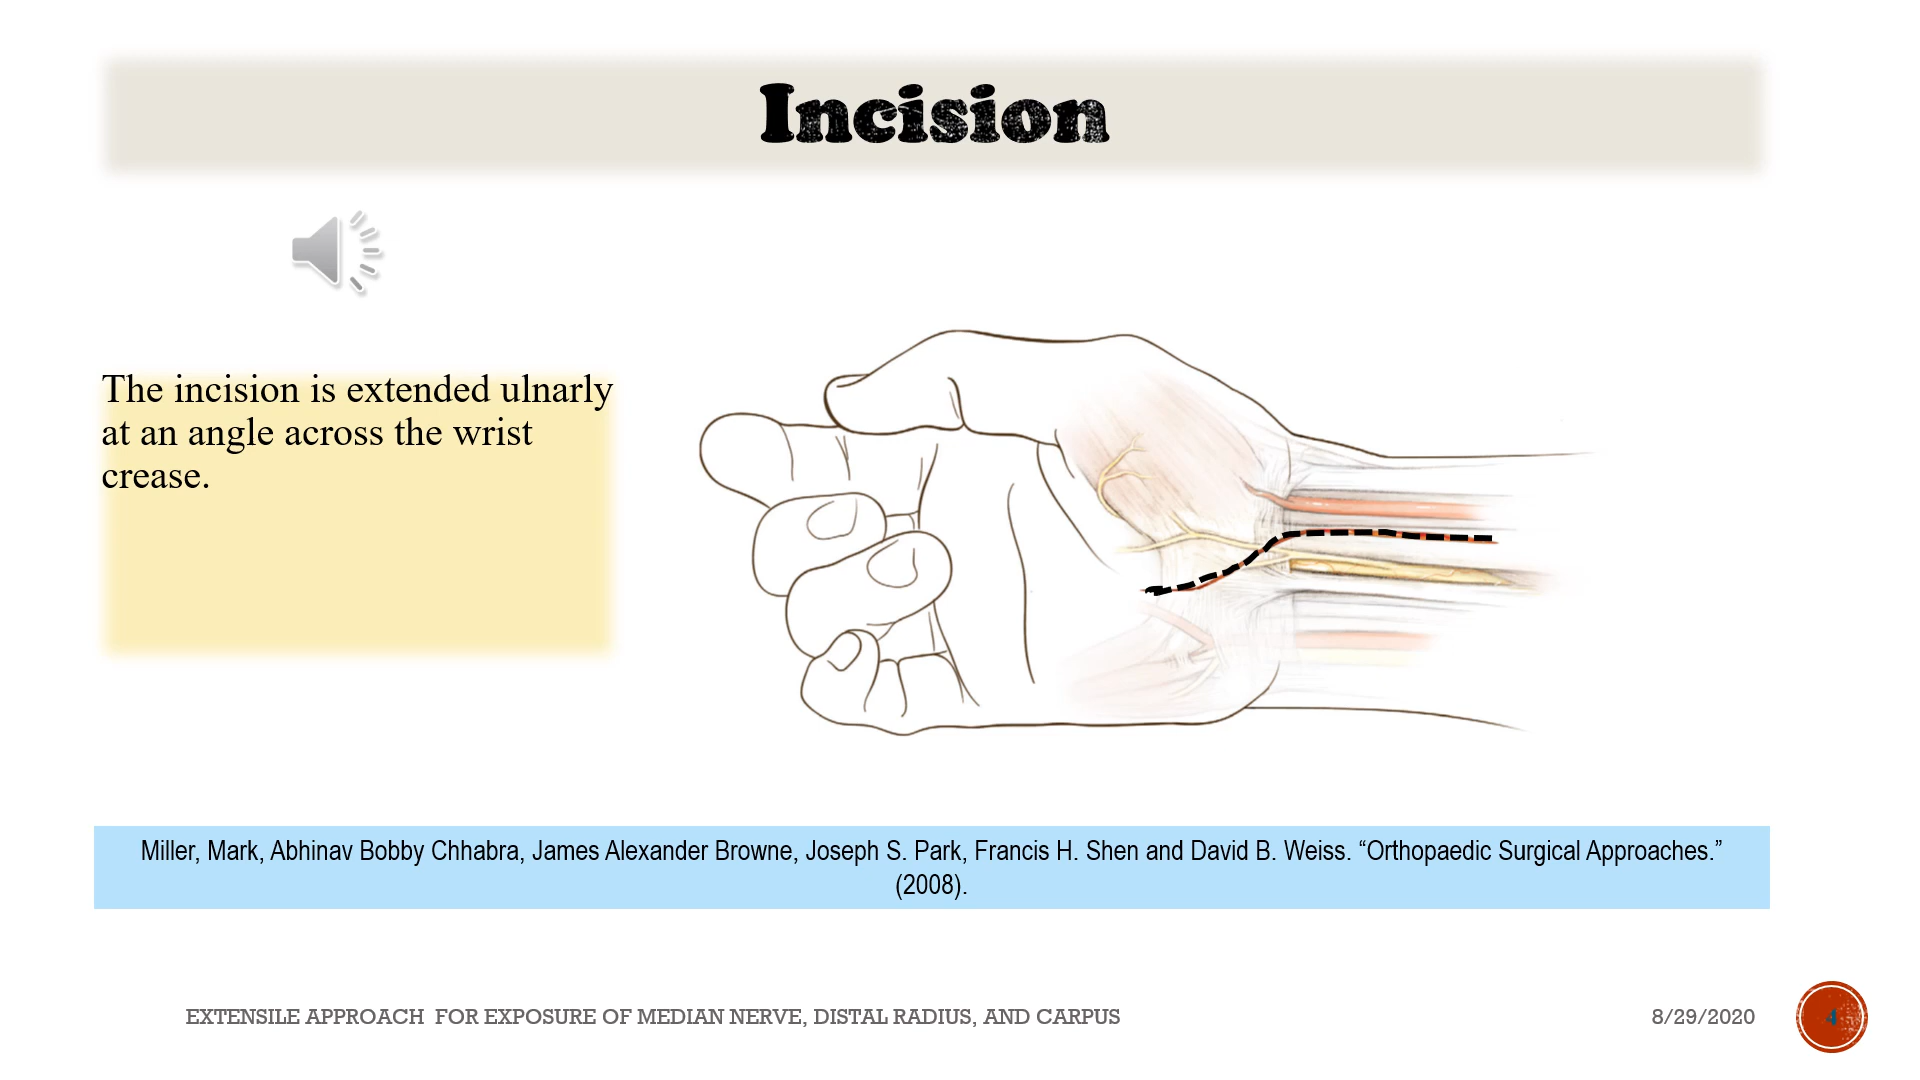 Incision
The incision is extended ulnarly
at an angle across the wrist
crease.
Miller, Mark, Abhinav Bobby Chhabra, James Alexander Browne, Joseph S. Park, Francis H. Shen and David B. Weiss. “Orthopaedic Surgical Approaches.”
(2008).
EXTENSILE APPROACH  FOR EXPOSURE OF MEDIAN NERVE, DISTAL RADIUS, AND CARPUS
8/29/2020
4